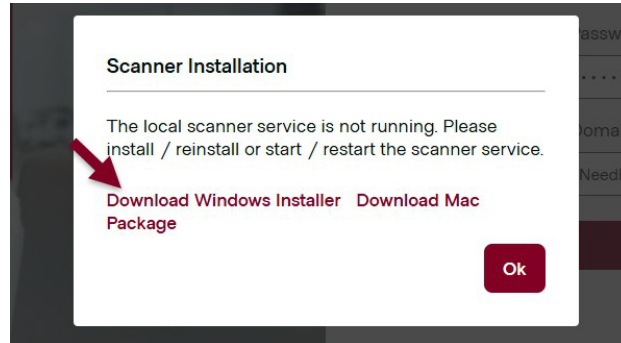 Scanner Installation
The local scanner service is not running. Please
install / reinstall or start / restart the scanner service.
Download Windows Installer Download Mac
Package
Ok